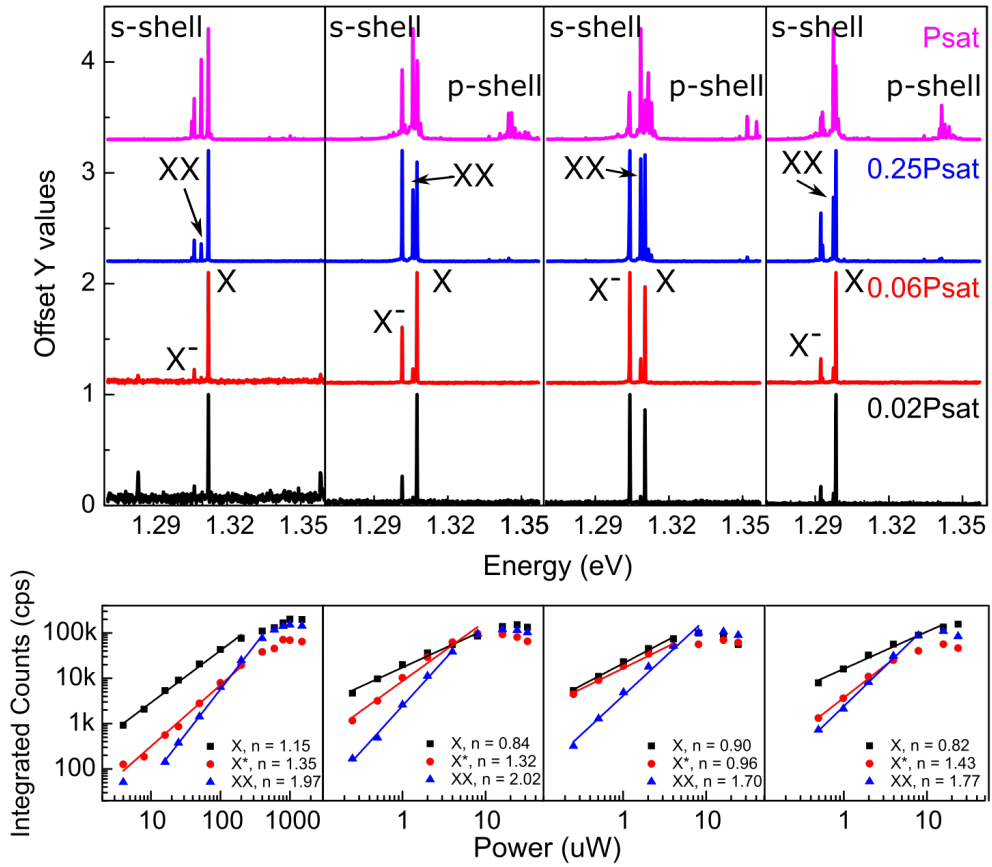 s-shell s-shell s-shell s-shell
Psat
p-shell p-shell p-shell
XX XX XX XX
0.25Psat
X X X X
0.06Psat
X⁻ X⁻ X⁻ X⁻
0.02Psat
4
3
2
1
0
Offset Y values
1.29 1.32 1.35 1.29 1.32 1.35 1.29 1.32 1.35 1.29 1.32 1.35
Energy (eV)
Integrated Counts (cps)
100k
10k
1k
100
X, n = 1.15
X*, n = 1.35
XX, n = 1.97
X, n = 0.84
X*, n = 1.32
XX, n = 2.02
X, n = 0.90
X*, n = 0.96
XX, n = 1.70
X, n = 0.82
X*, n = 1.43
XX, n = 1.77
10 100 1000 1 10 1 10 1 10
Power (uW)